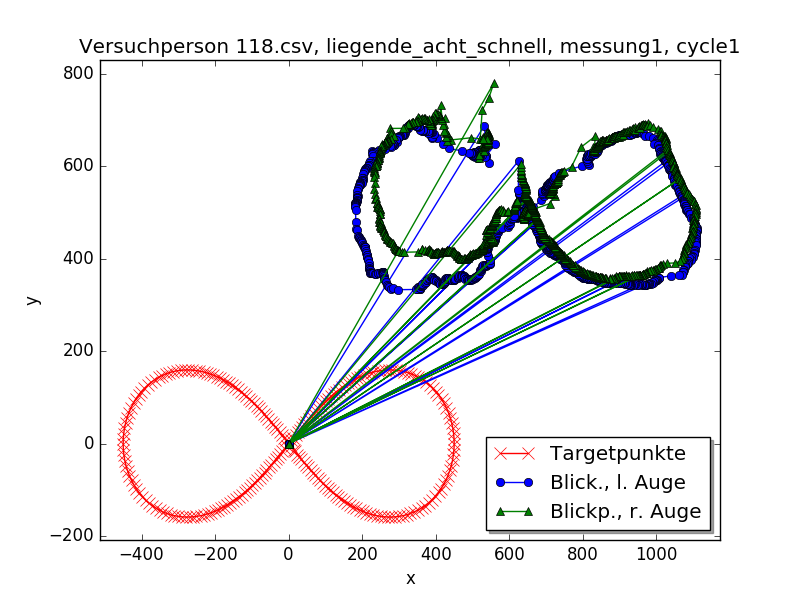 Versuchperson 118.csv, liegende_acht_schnell, messung1, cycle1
800
600
400
200
0
−200
y
−400 −200 0 200 400 600 800 1000
x
Targetpunkte
Blick., l. Auge
Blickp., r. Auge